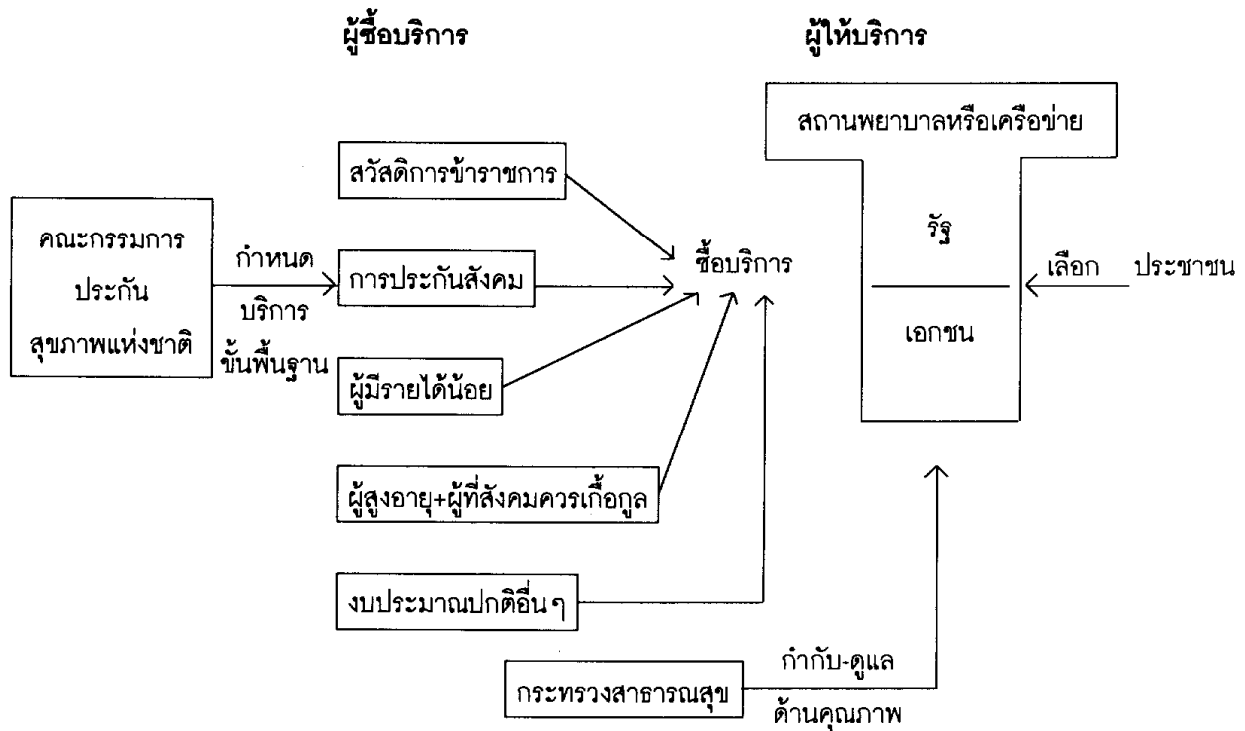 ผู้ซื้อบริการ
ผู้ให้บริการ
สถานพยาบาลหรือเครือข่าย
สวัสดิการข้าราชการ
คณะกรรมการ
ประกัน
สุขภาพแห่งชาติ
กำหนด
บริการ
ขั้นพื้นฐาน
การประกันสังคม
ซื้อบริการ
รัฐ
เอกชน
เลือก
ประชาชน
ผู้มีรายได้น้อย
ผู้สูงอายุ+ผู้ที่สังคมควรเกื้อกูล
งบประมาณปกติอื่น ๆ
กระทรวงสาธารณสุข
กำกับ-ดูแล
ด้านคุณภาพ